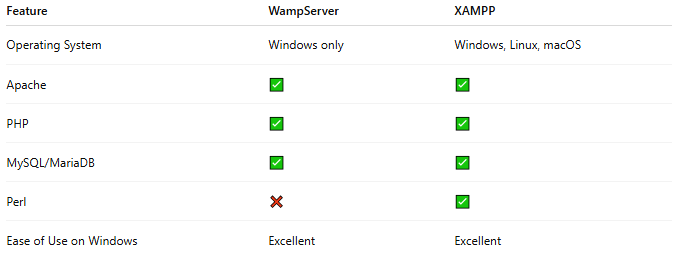 Feature WampServer XAMPP
Operating System Windows only Windows, Linux, macOS
Apache ✅ ✅
PHP ✅ ✅
MySQL/MariaDB ✅ ✅
Perl ❌ ✅
Ease of Use on Windows Excellent Excellent